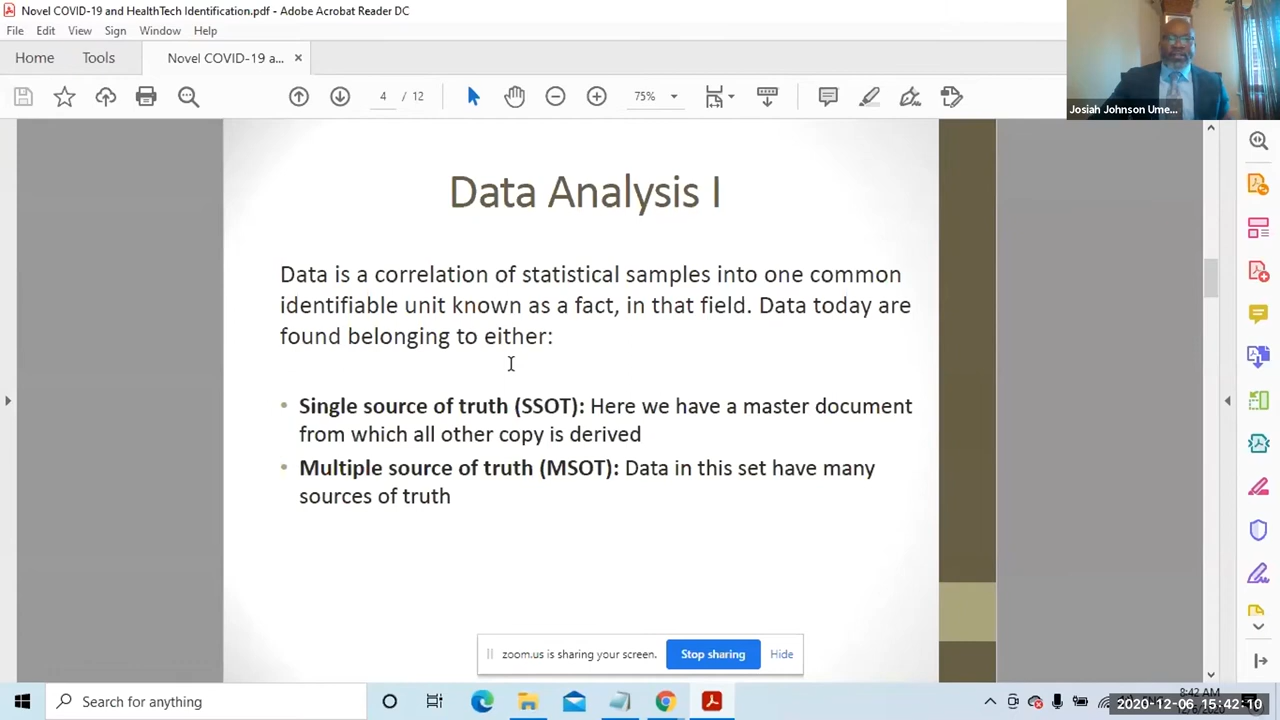 Novel COVID-19 and HealthTech Identification.pdf - Adobe Acrobat Reader DC
File Edit View Sign Window Help
Home Tools Novel COVID-19 a... ×
4 / 12 75%
Josiah Johnson Ume...
Data Analysis I
Data is a correlation of statistical samples into one common
identifiable unit known as a fact, in that field. Data today are
found belonging to either:
• Single source of truth (SSOT): Here we have a master document
from which all other copy is derived
• Multiple source of truth (MSOT): Data in this set have many
sources of truth
zoom.us is sharing your screen. Stop sharing Hide
Search for anything
8:42 AM
2020-12-06, 15:42:10